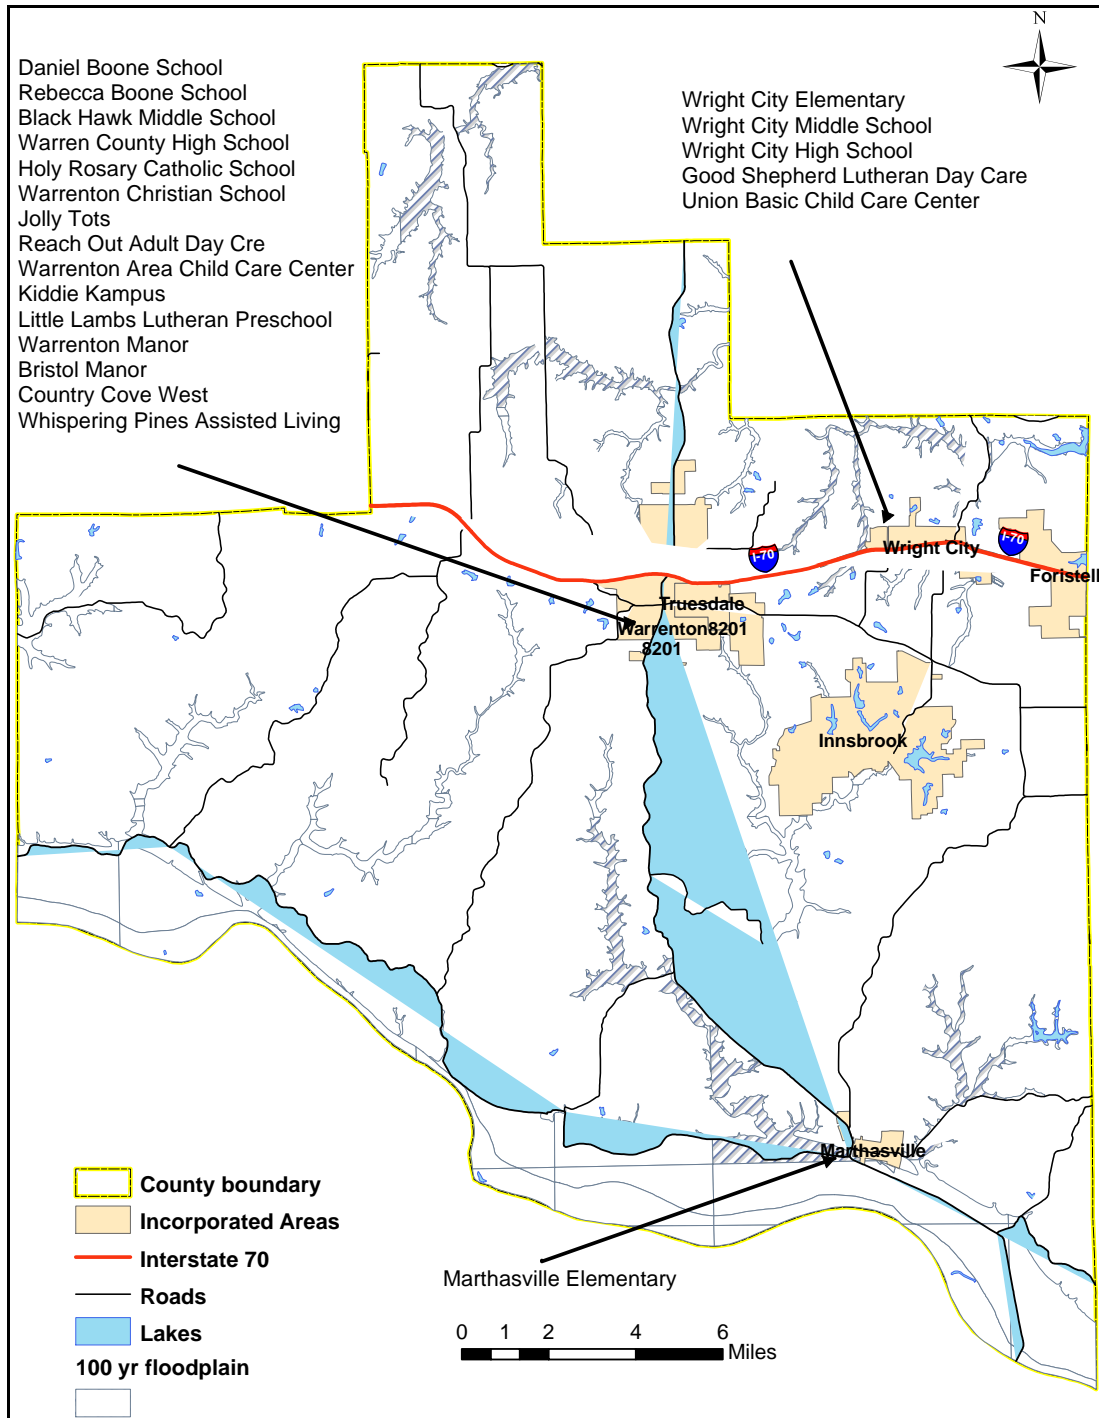 N
Daniel Boone School
Rebecca Boone School
Black Hawk Middle School
Warren County High School
Holy Rosary Catholic School
Warrenton Christian School
Jolly Tots
Reach Out Adult Day Cre
Warrenton Area Child Care Center
Kiddie Kampus
Little Lambs Lutheran Preschool
Warrenton Manor
Bristol Manor
Country Cove West
Whispering Pines Assisted Living
Wright City Elementary
Wright City Middle School
Wright City High School
Good Shepherd Lutheran Day Care
Union Basic Child Care Center
I-70
I-70
Wright City
Foristell
Truesdale
Warrenton8201
8201
Innsbrook
Marthasville
Marthasville Elementary
County boundary
Incorporated Areas
Interstate 70
Roads
Lakes
100 yr floodplain
0 1 2 4 6
Miles